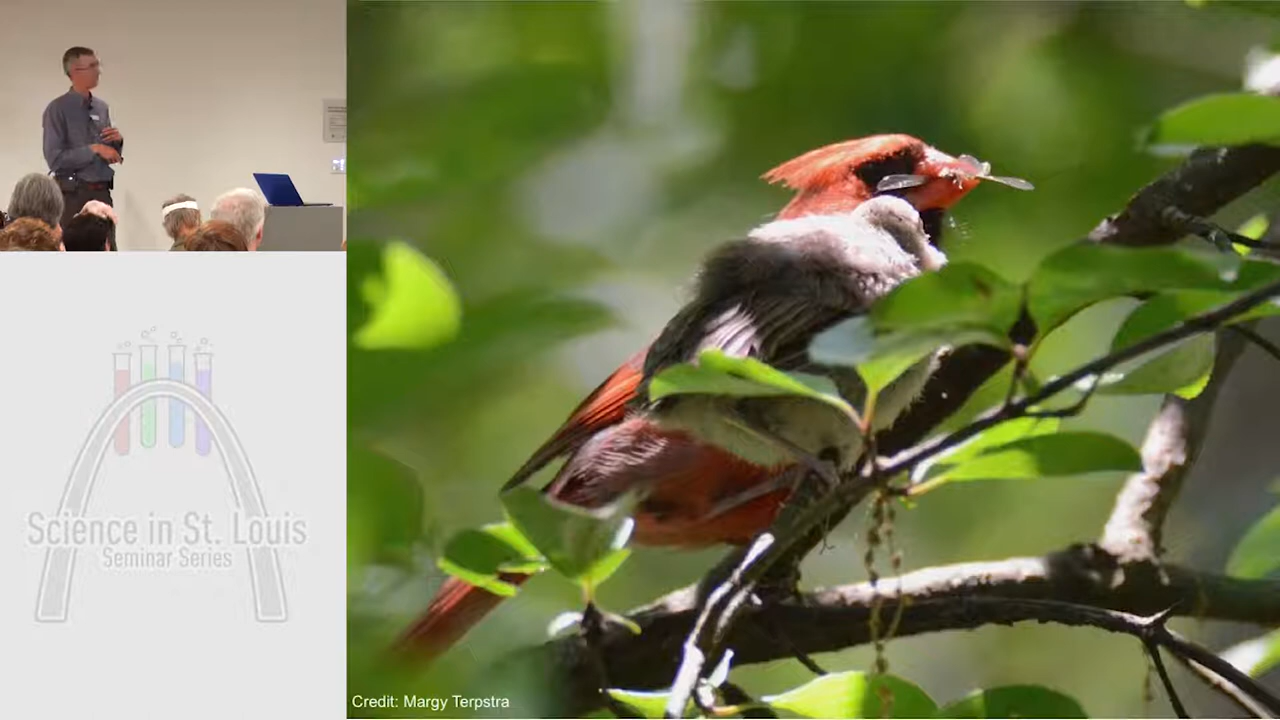 Science in St. Louis
Seminar Series
Credit: Margy Terpstra